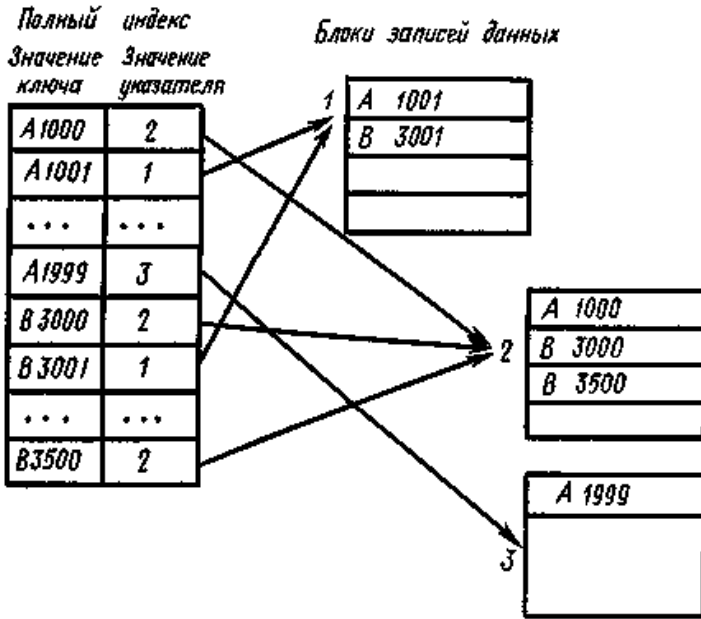 Полный индекс
Значение ключа Значение указателя
A1000 2
A1001 1
... ...
A1999 3
B3000 2
B3001 1
... ...
B3500 2
Блоки записей данных
1
A 1001
B 3001
2
A 1000
B 3000
B 3500
3
A 1999